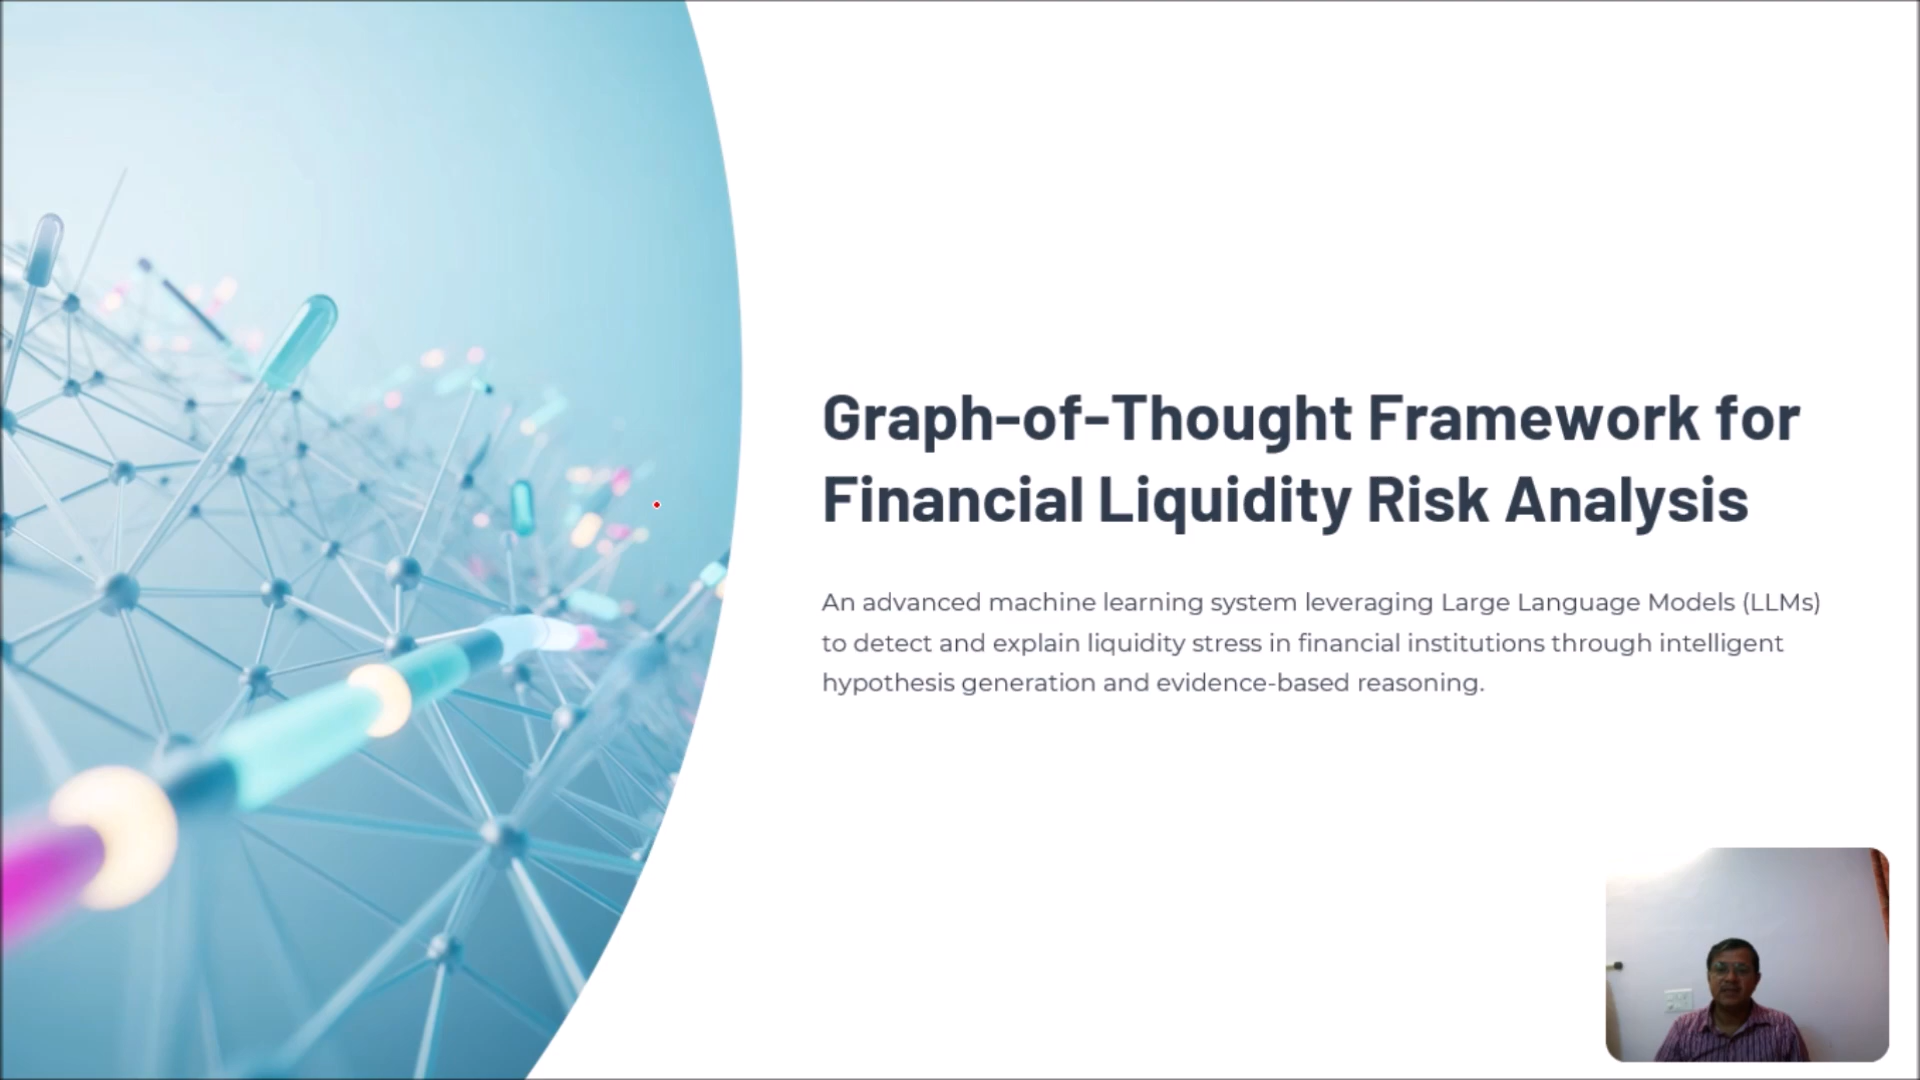 Graph-of-Thought Framework for
Financial Liquidity Risk Analysis
An advanced machine learning system leveraging Large Language Models (LLMs)
to detect and explain liquidity stress in financial institutions through intelligent
hypothesis generation and evidence-based reasoning.